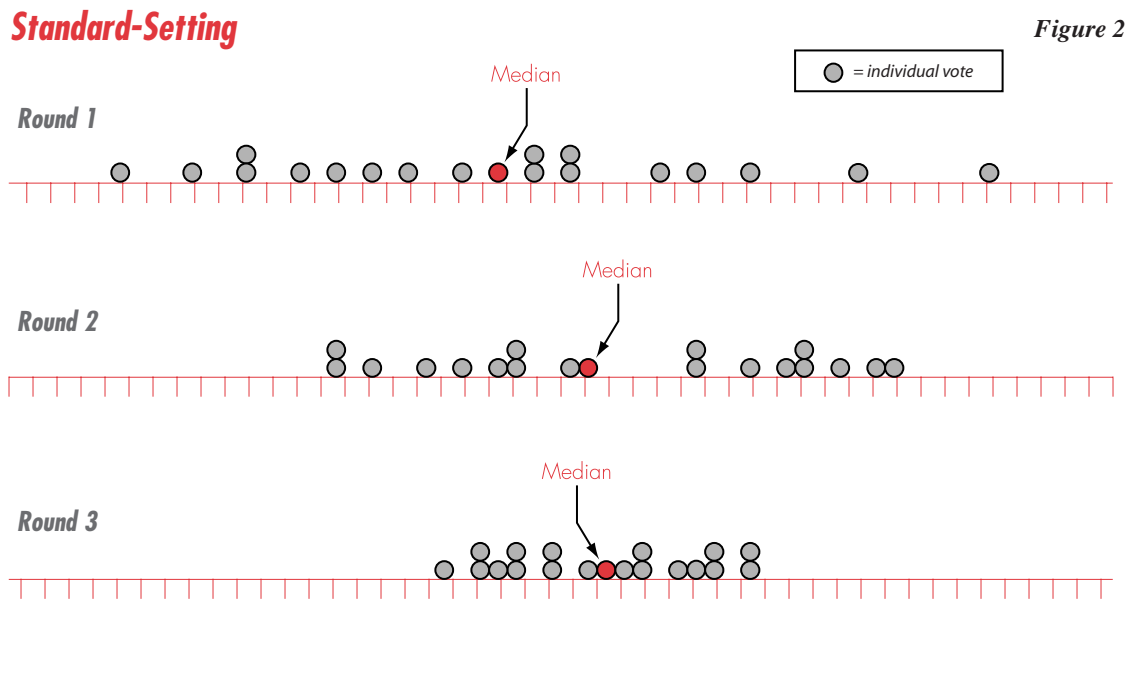 Standard-Setting
Figure 2
= individual vote
Median
Round 1
Median
Round 2
Median
Round 3